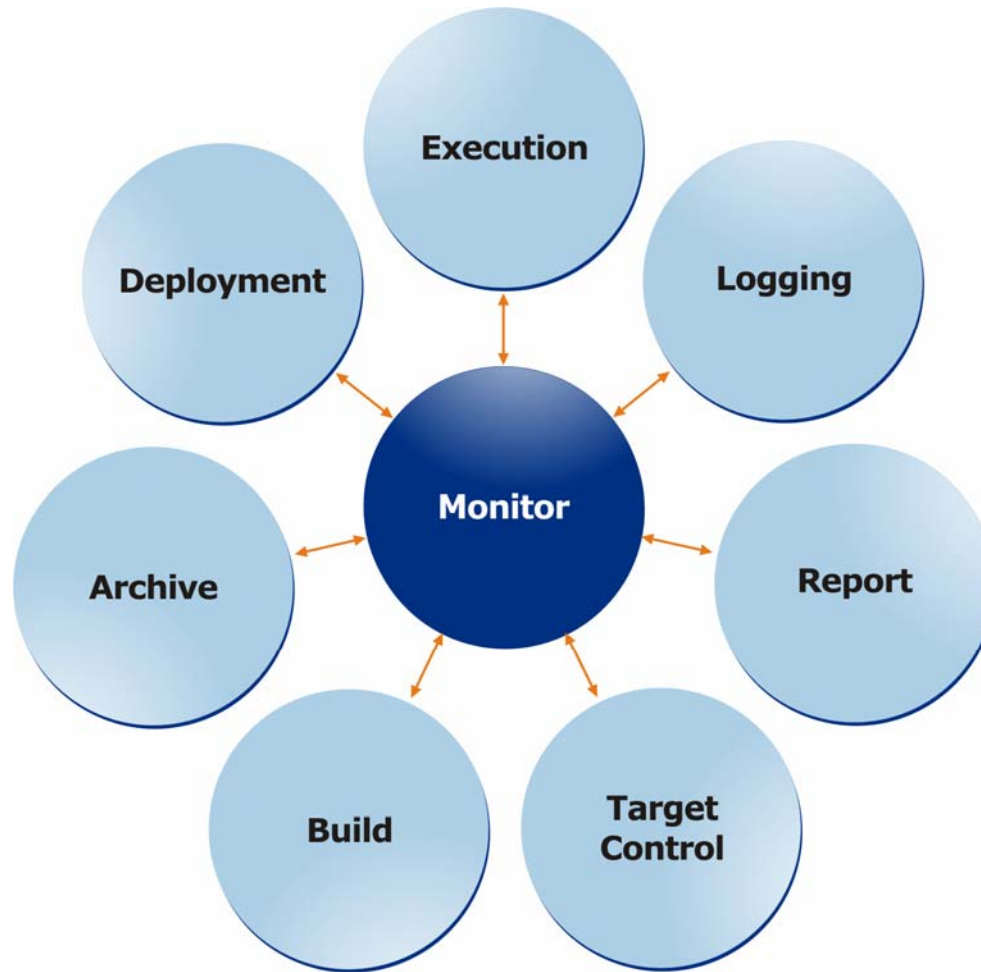 Execution
Deployment
Logging
Monitor
Archive
Report
Build
Target
Control